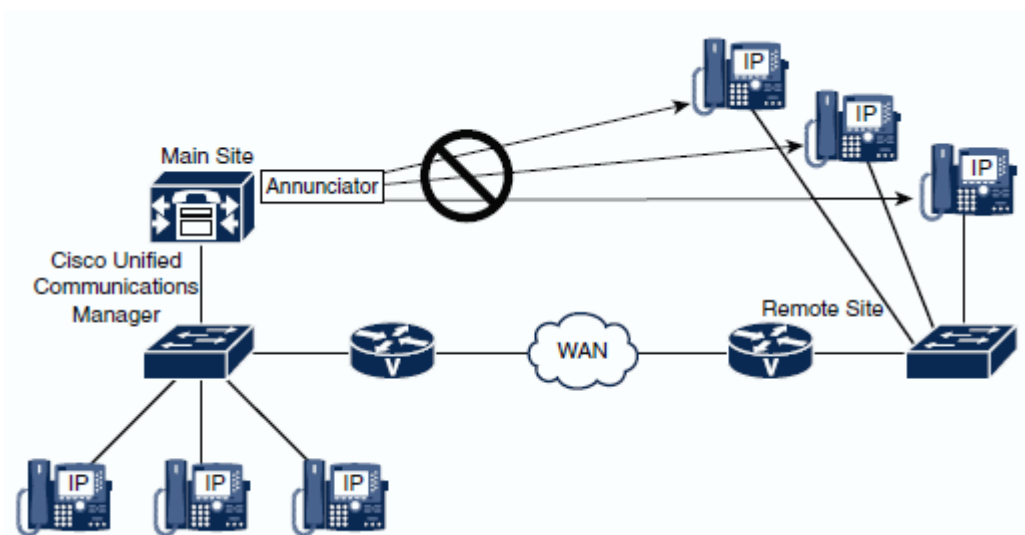 IP
IP
IP
Main Site
Annunciator
Cisco Unified
Communications
Manager
Remote Site
V
WAN
V
IP
IP
IP